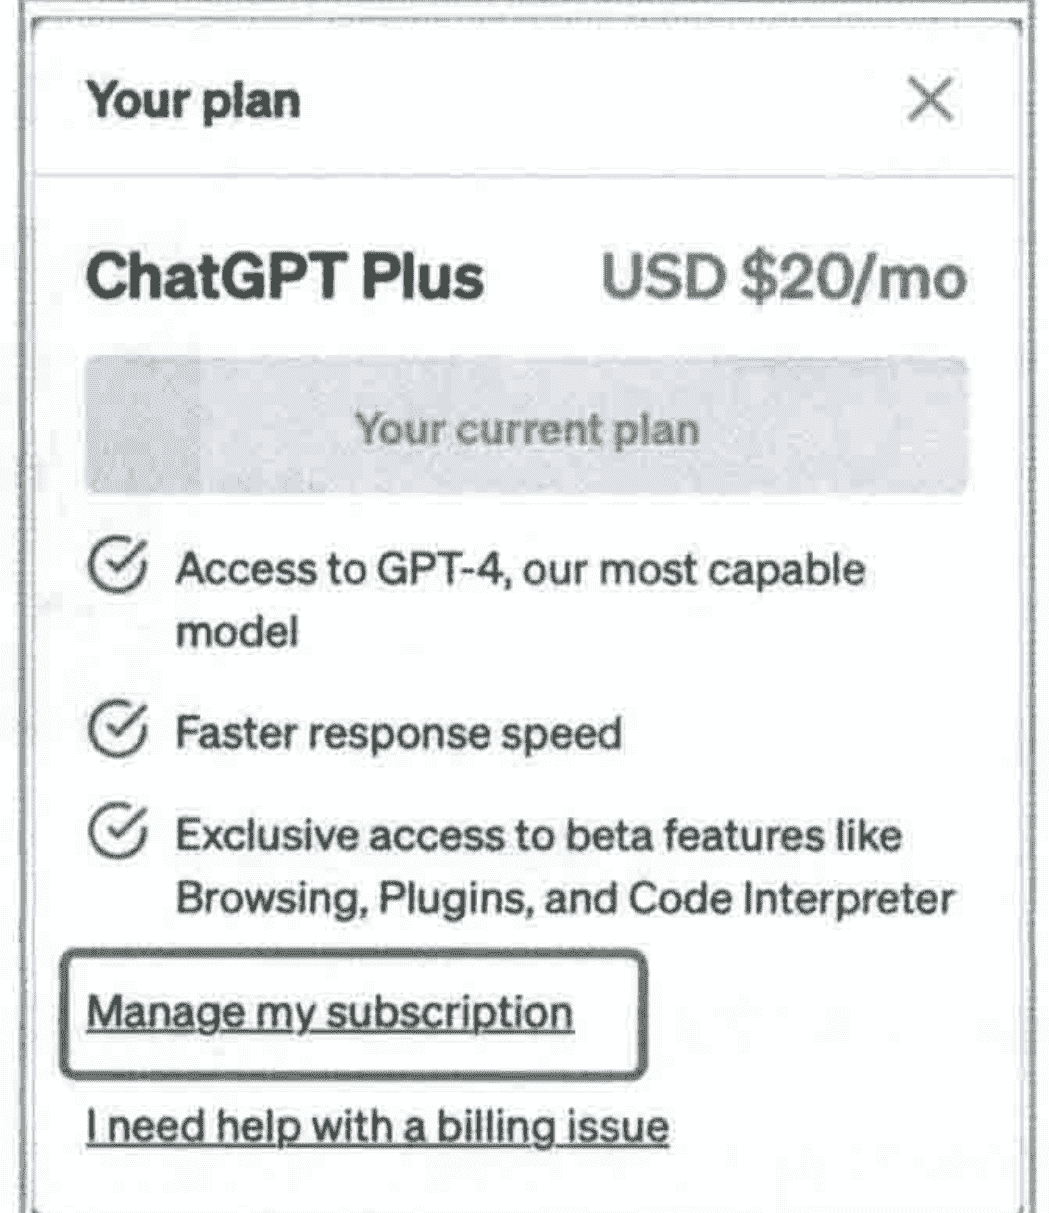 Your plan
ChatGPT Plus USD $20/mo
Your current plan
Access to GPT-4, our most capable
model
Faster response speed
Exclusive access to beta features like
Browsing, Plugins, and Code Interpreter
Manage my subscription
I need help with a billing issue